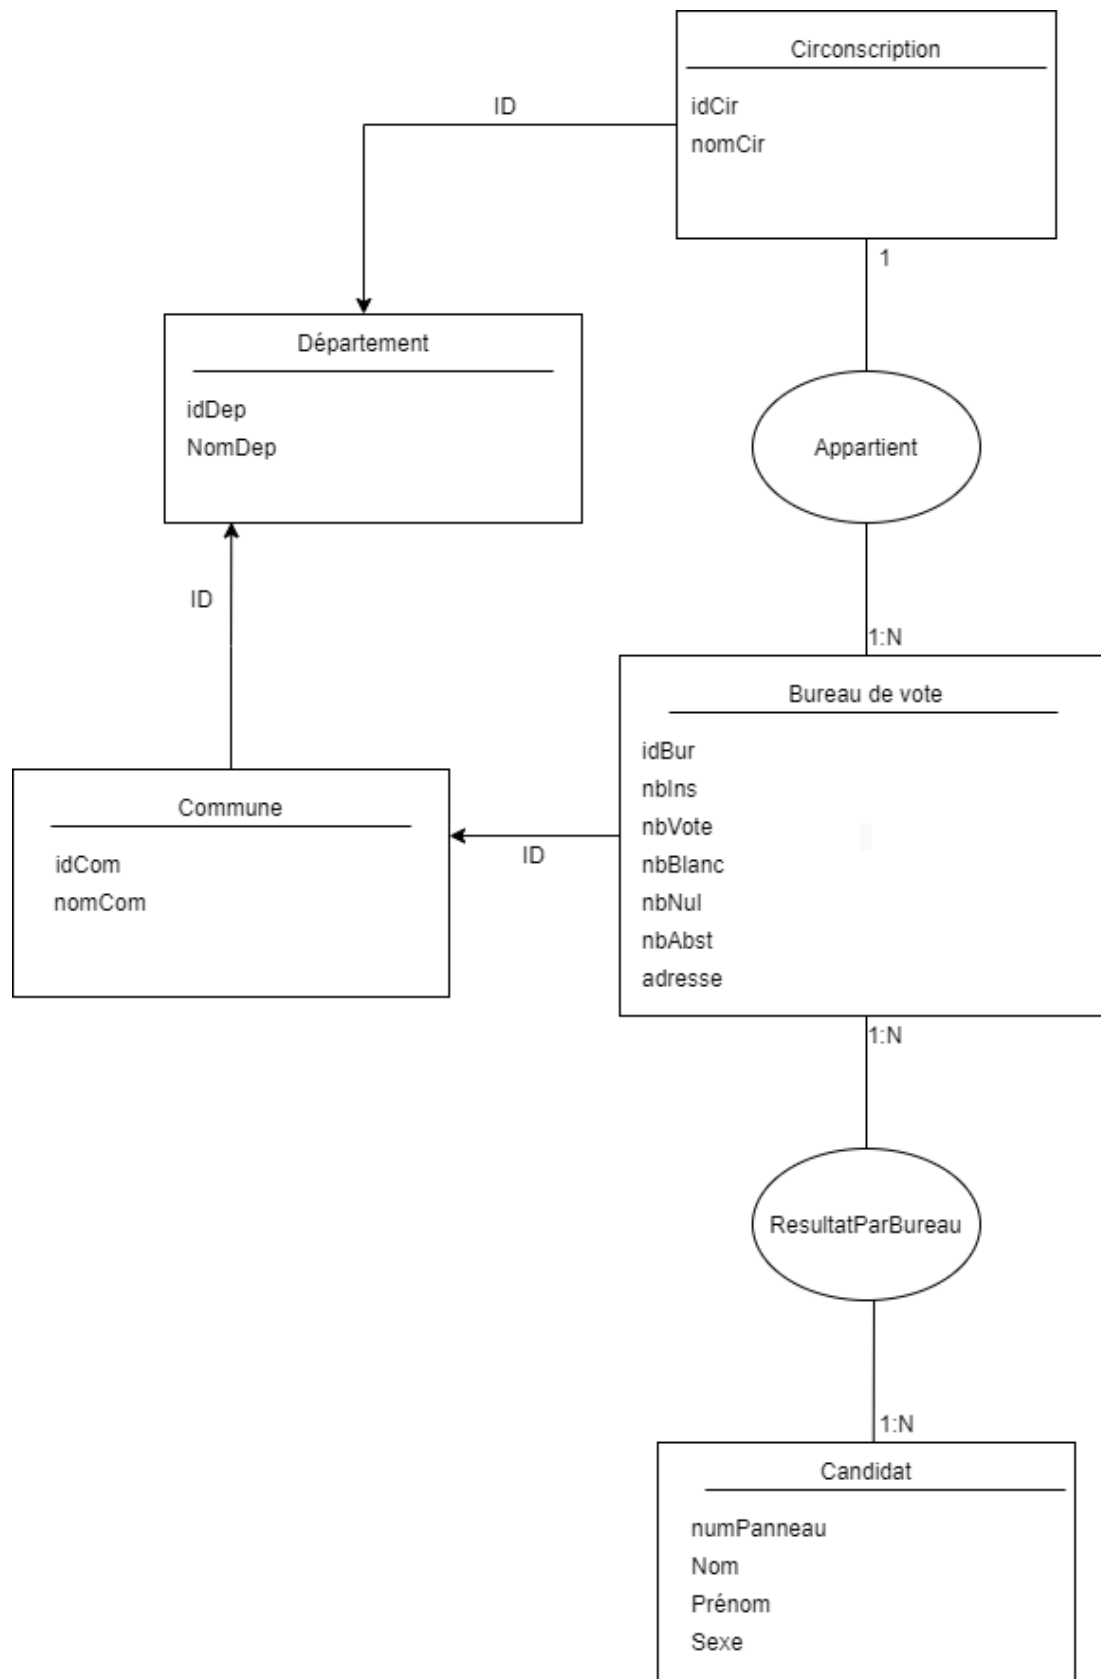 Circonscription
idCir
nomCir
ID
1
Département
idDep
NomDep
Appartient
ID
1:N
Bureau de vote
idBur
nbIns
nbVote
nbBlanc
nbNul
nbAbst
adresse
Commune
idCom
nomCom
ID
1:N
ResultatParBureau
1:N
Candidat
numPanneau
Nom
Prénom
Sexe